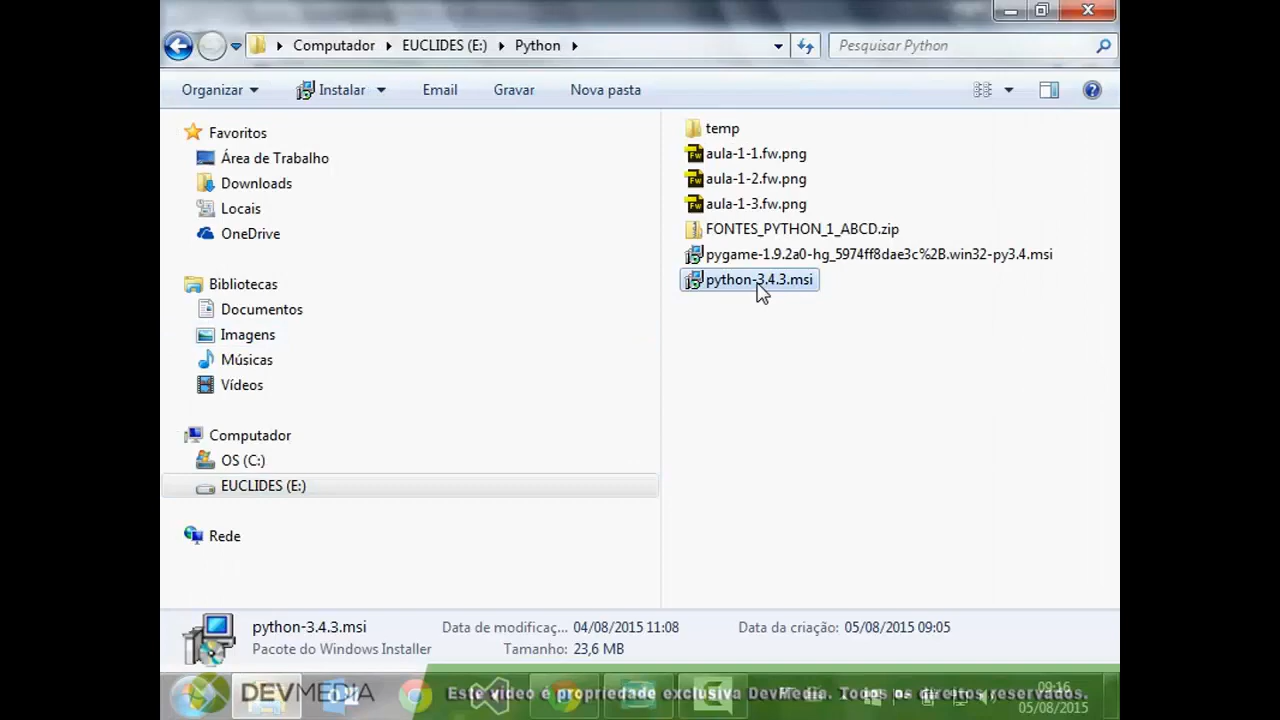 Computador EUCLIDES (E:) Python
Pesquisar Python
Organizar Instalar Email Gravar Nova pasta
Favoritos
Área de Trabalho
Downloads
Locais
OneDrive
Bibliotecas
Documentos
Imagens
Músicas
Vídeos
Computador
OS (C:)
EUCLIDES (E:)
Rede
temp
aula-1-1.fw.png
aula-1-2.fw.png
aula-1-3.fw.png
FONTES_PYTHON_1_ABCD.zip
pygame-1.9.2a0-hg_5974ff8dae3c%2B.win32-py3.4.msi
python-3.4.3.msi
python-3.4.3.msi Data de modificaç... 04/08/2015 11:08 Data da criação: 05/08/2015 09:05
Pacote do Windows Installer Tamanho: 23,6 MB
DEVMEDIA Este video é propriedade exclusiva DevMedia. Todos os direitos reservados.
09:16
05/08/2015